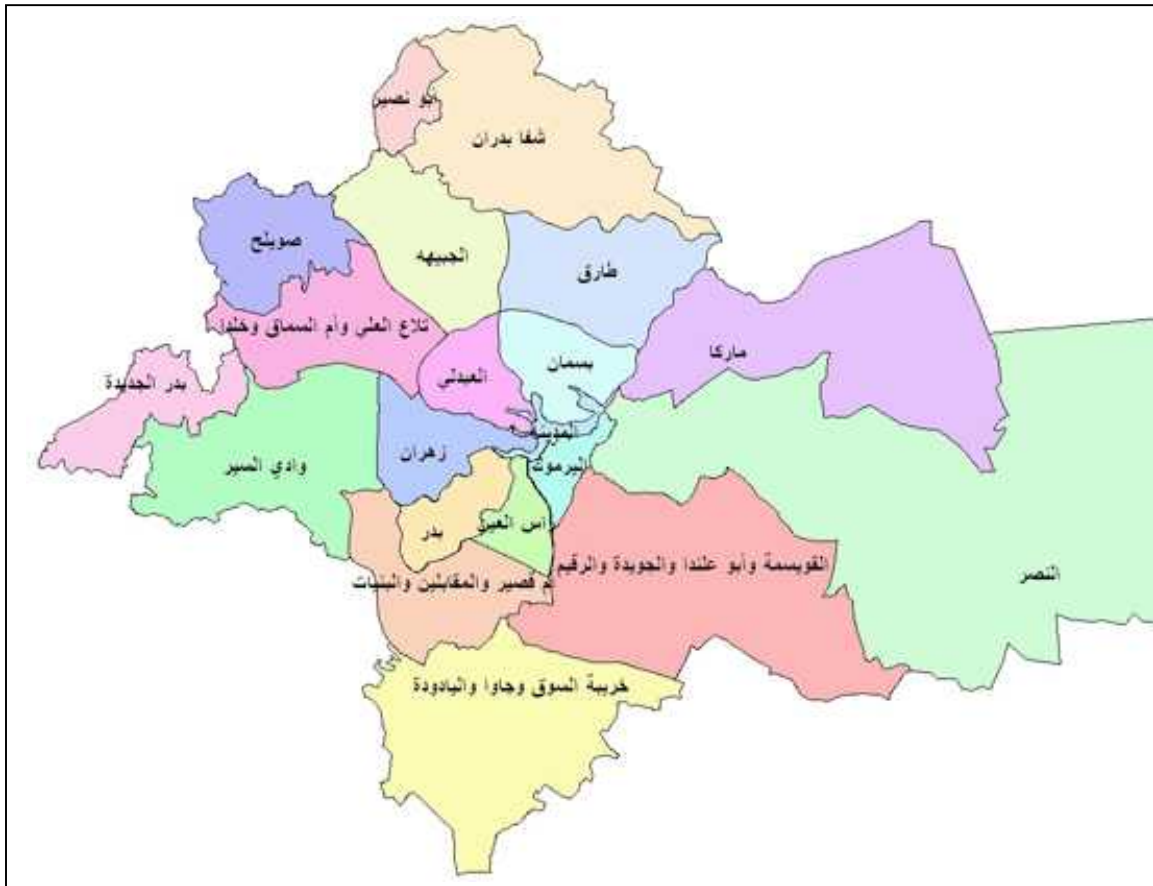 أبو نصير
شفا بدران
صويلح
الجبيهه
طارق
تلاع العلي وأم السماق وخلدا
ماركا
بسمان
العبدلي
بدر الجديدة
المدينة
زهران
اليرموك
وادي السير
راس العين
بدر
القويسمة وأبو علندا والجويدة والرقيم
النصر
م قصير والمقابلين والبنيات
خريبة السوق وجاوا واليادودة